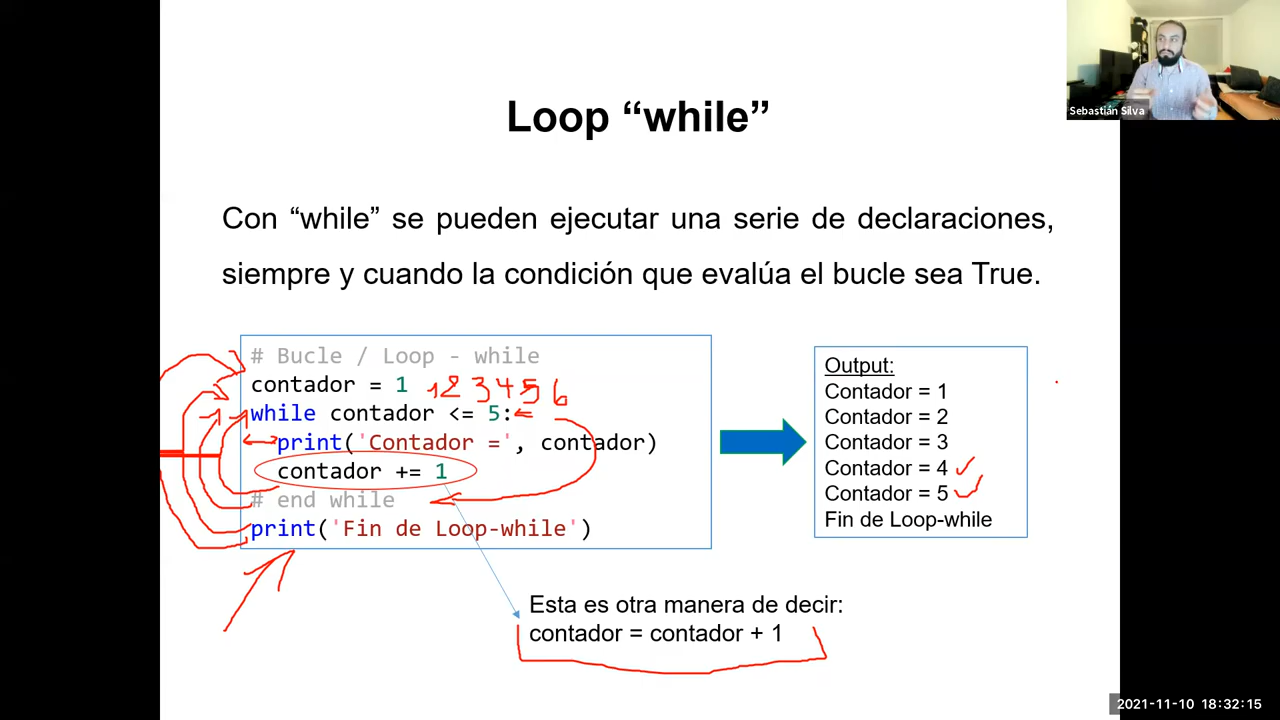 Sebastián Silva
Loop “while”
Con “while” se pueden ejecutar una serie de declaraciones,
siempre y cuando la condición que evalúa el bucle sea True.
# Bucle / Loop - while
contador = 1 1 2 3 4 5 6
while contador <= 5:
print('Contador =', contador)
contador += 1
# end while
print('Fin de Loop-while')
Output:
Contador = 1
Contador = 2
Contador = 3
Contador = 4
Contador = 5
Fin de Loop-while
Esta es otra manera de decir:
contador = contador + 1
2021-11-10 18:32:15